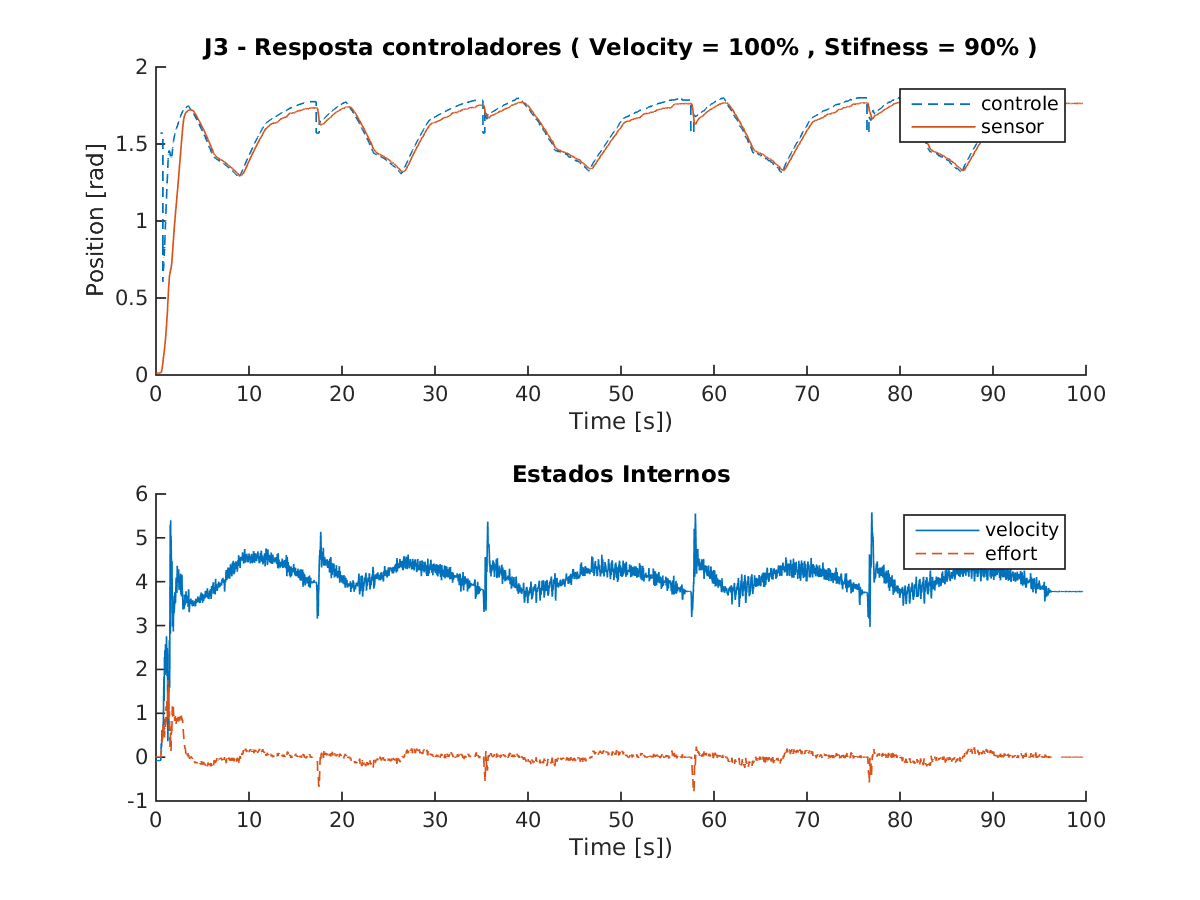 J3 - Resposta controladores ( Velocity = 100% , Stifness = 90% )
2
1.5
1
0.5
0
Position [rad]
controle
sensor
0 10 20 30 40 50 60 70 80 90 100
Time [s])
Estados Internos
6
5
4
3
2
1
0
-1
velocity
effort
0 10 20 30 40 50 60 70 80 90 100
Time [s])